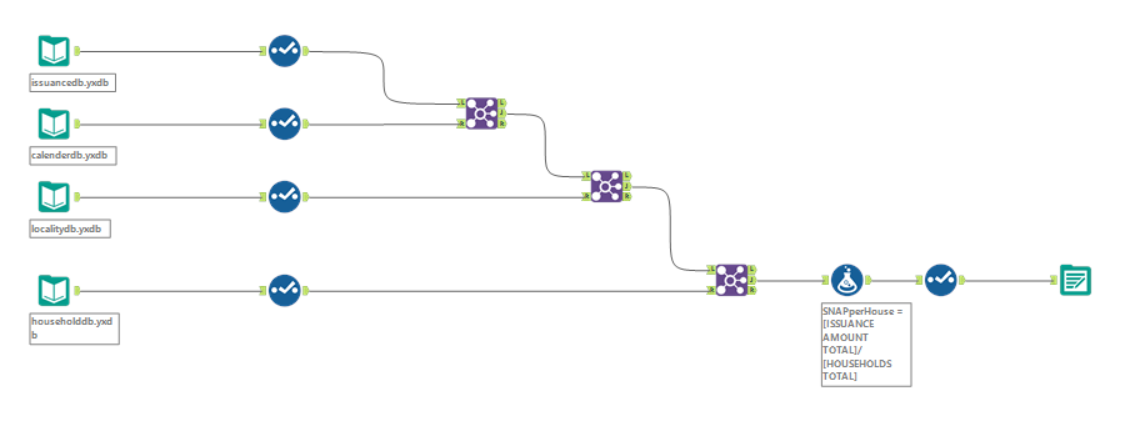 issuancedb.yxdb
calenderdb.yxdb
localitydb.yxdb
householddb.yxd
b
L
R
L
J
R
L
R
L
J
R
L
R
L
J
R
SNAPperHouse =
[ISSUANCE
AMOUNT
TOTAL]/
[HOUSEHOLDS
TOTAL]